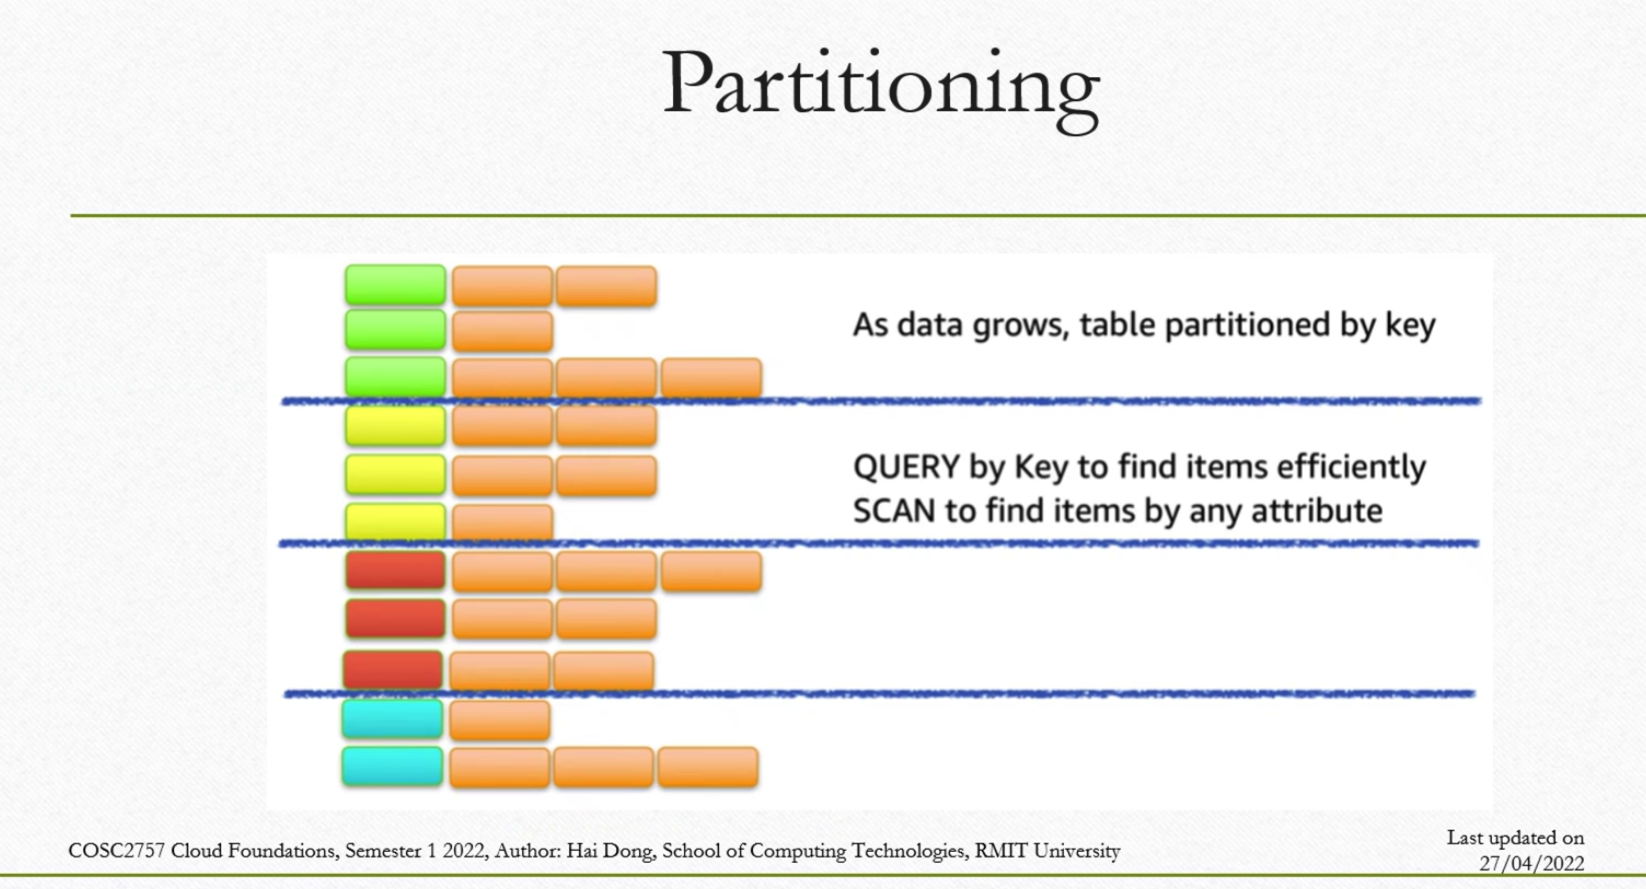 Partitioning
As data grows, table partitioned by key
QUERY by Key to find items efficiently
SCAN to find items by any attribute
COSC2757 Cloud Foundations, Semester 1 2022, Author: Hai Dong, School of Computing Technologies, RMIT University
Last updated on
27/04/2022